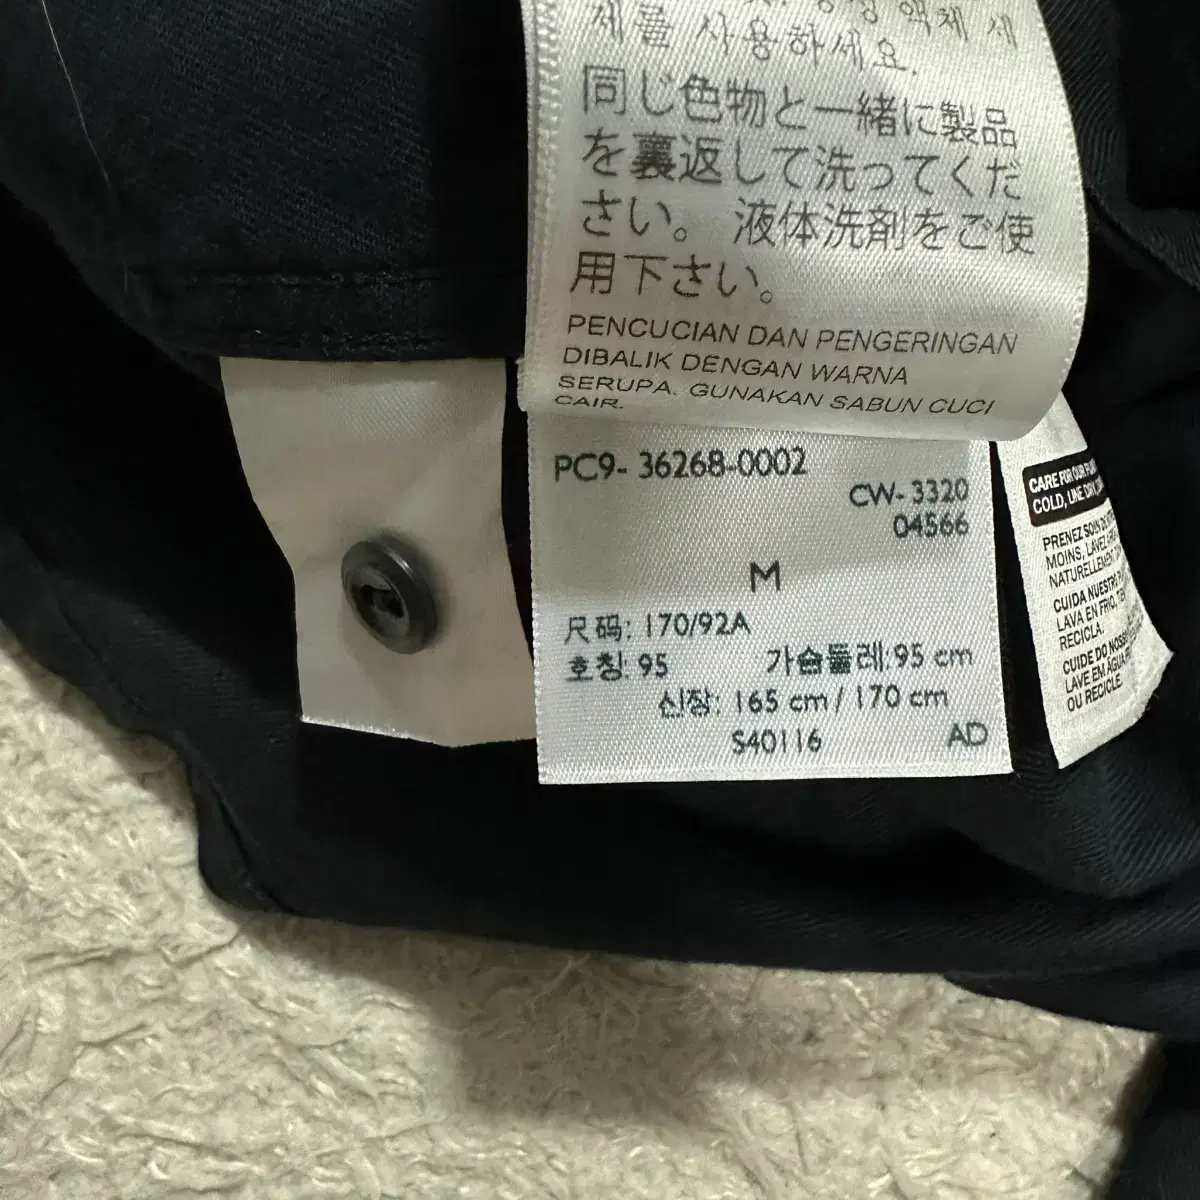 액체 세
제를 사용하세요.
同じ色物と一緒に製品
を裏返して洗ってくだ
さい。 液体洗剤をご使
用下さい。
PENCUCIAN DAN PENGERINGAN
DIBALIK DENGAN WARNA
SERUPA. GUNAKAN SABUN CUCI
CAIR.
PC9- 36268-0002
CW- 3320
04566
M
尺码: 170/92A
호칭: 95 가슴둘레: 95 cm
신장: 165 cm / 170 cm
S40116 AD
CARE FOR OUR
COLD, LINE
PRENEZ SOIN
MOINS, LAVEZ
NATURELLEMENT
CUIDA NUESTRO
LAVA EN FRIO,
RECICLA.
CUIDE DO
LAVE EM ÁGUA
OU RECICLE.